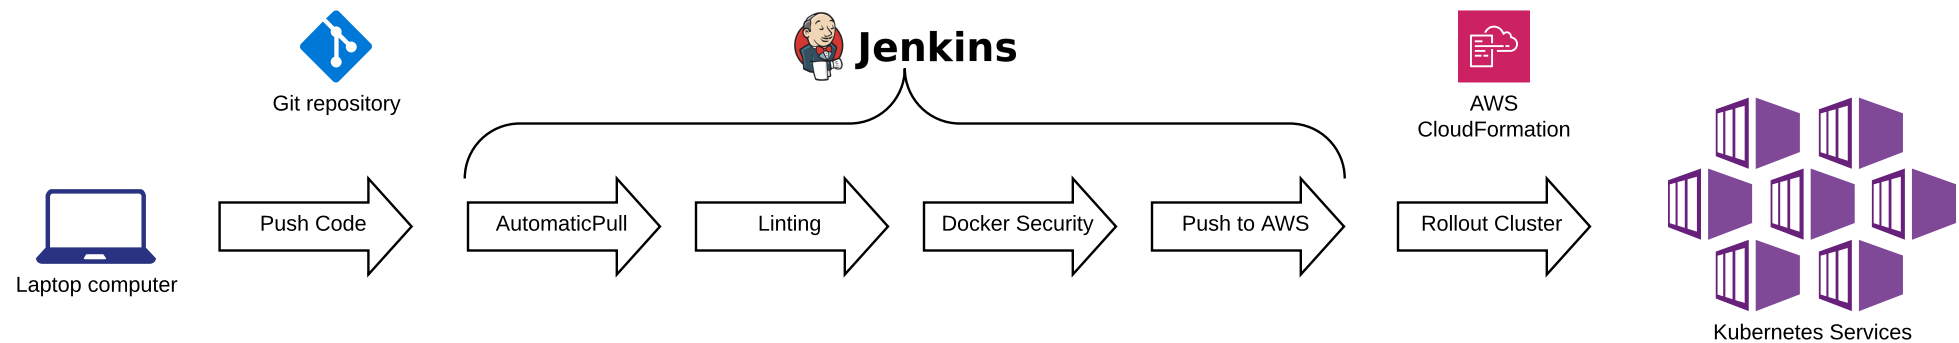 Jenkins
Git repository
AWS
CloudFormation
Push Code
AutomaticPull
Linting
Docker Security
Push to AWS
Rollout Cluster
Laptop computer
Kubernetes Services